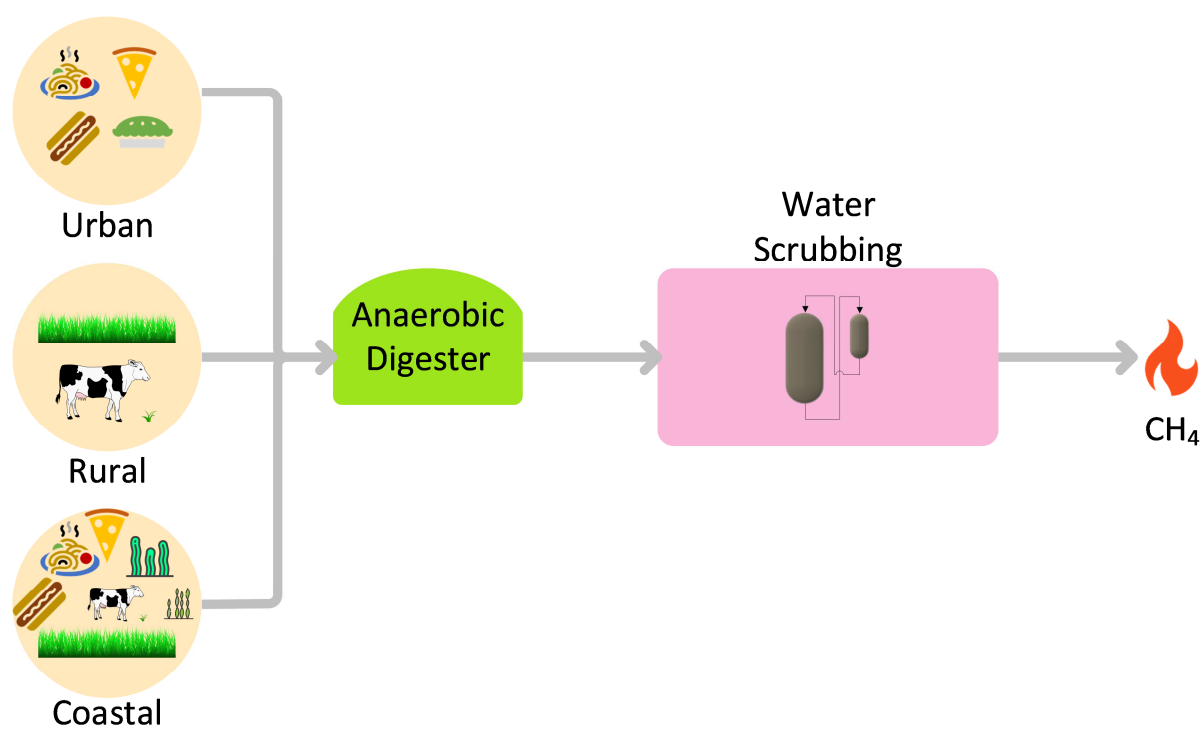 Urban
Rural
Coastal
Anaerobic
Digester
Water
Scrubbing
CH₄